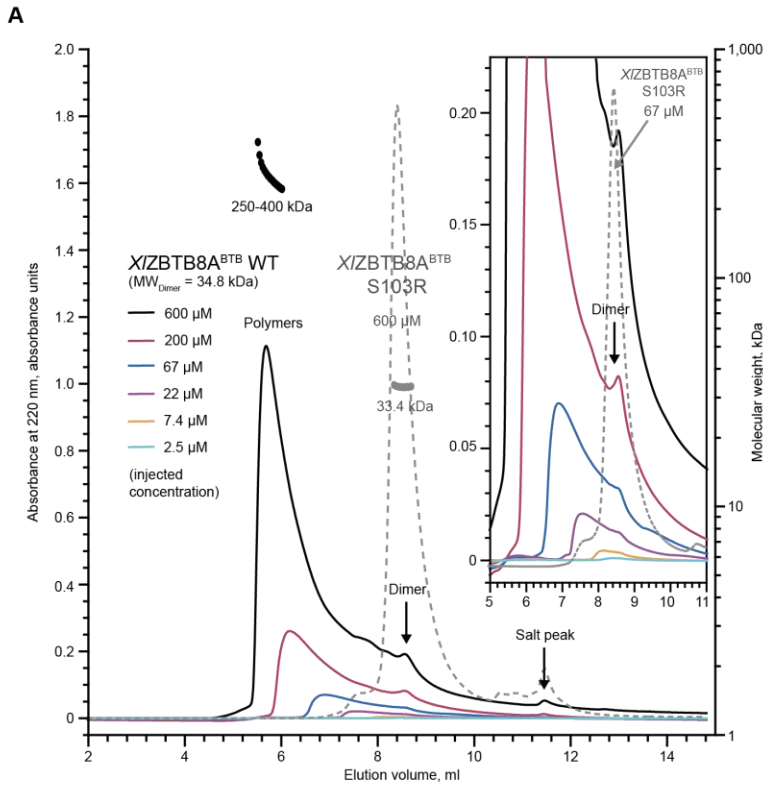 A
Absorbance at 220 nm, absorbance units
2.0
1.8
1.6
1.4
1.2
1.0
0.8
0.6
0.4
0.2
0
2
4
6
8
10
12
14
Elution volume, ml
1,000
100
10
1
Molecular weight, kDa
250-400 kDa
XlZBTB8A^BTB WT
(MW_Dimer = 34.8 kDa)
600 µM
200 µM
67 µM
22 µM
7.4 µM
2.5 µM
(injected
concentration)
Polymers
XlZBTB8A^BTB
S103R
600 µM
33.4 kDa
Dimer
Salt peak
0.20
0.15
0.10
0.05
0
5
6
7
8
9
10
11
XlZBTB8A^BTB
S103R
67 µM
Dimer